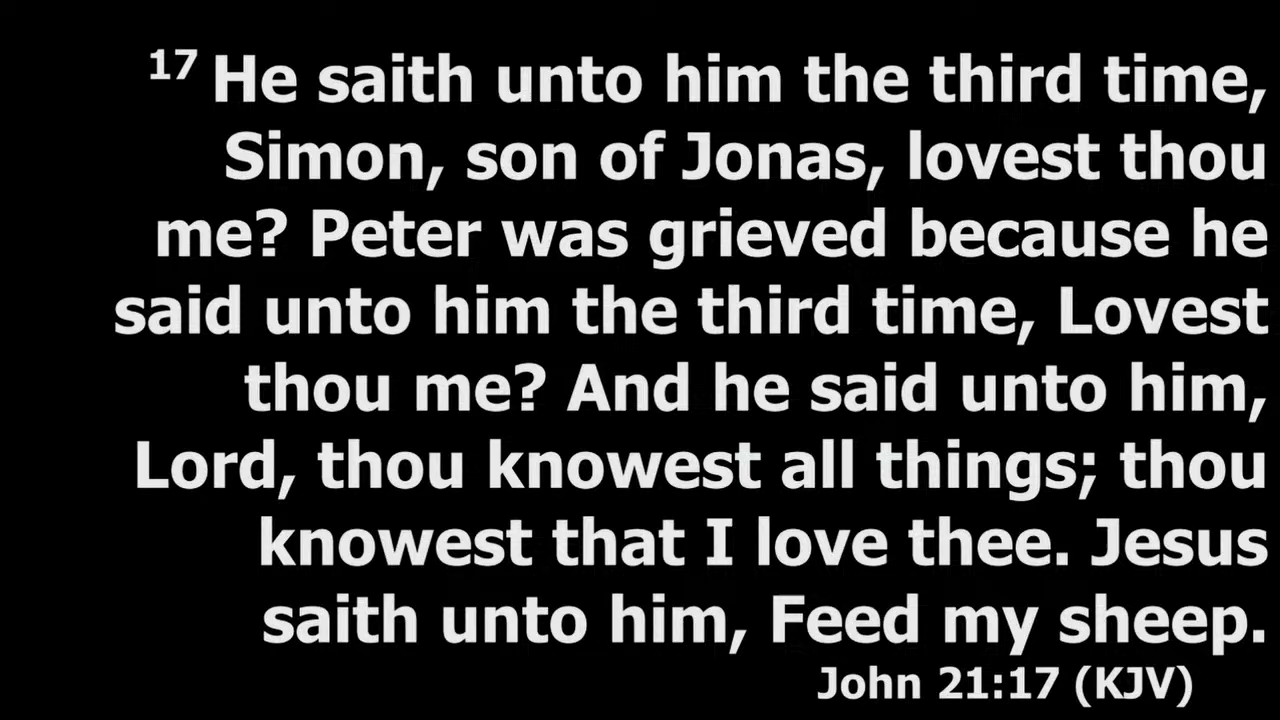 17 He saith unto him the third time,
Simon, son of Jonas, lovest thou
me? Peter was grieved because he
said unto him the third time, Lovest
thou me? And he said unto him,
Lord, thou knowest all things; thou
knowest that I love thee. Jesus
saith unto him, Feed my sheep.
John 21:17 (KJV)